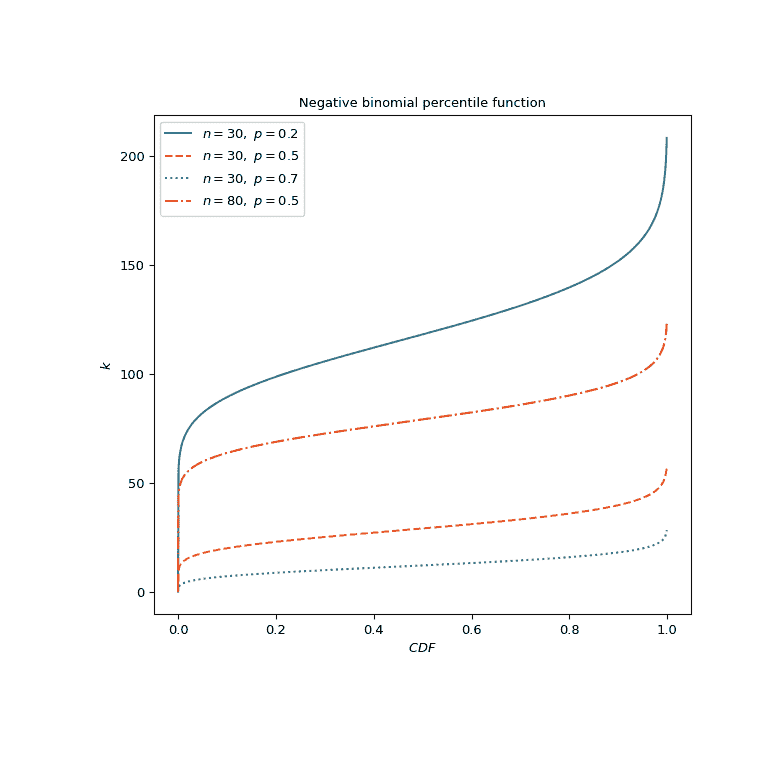 Negative binomial percentile function
n = 30, p = 0.2
n = 30, p = 0.5
n = 30, p = 0.7
n = 80, p = 0.5
200
150
100
50
0
k
0.0 0.2 0.4 0.6 0.8 1.0
CDF